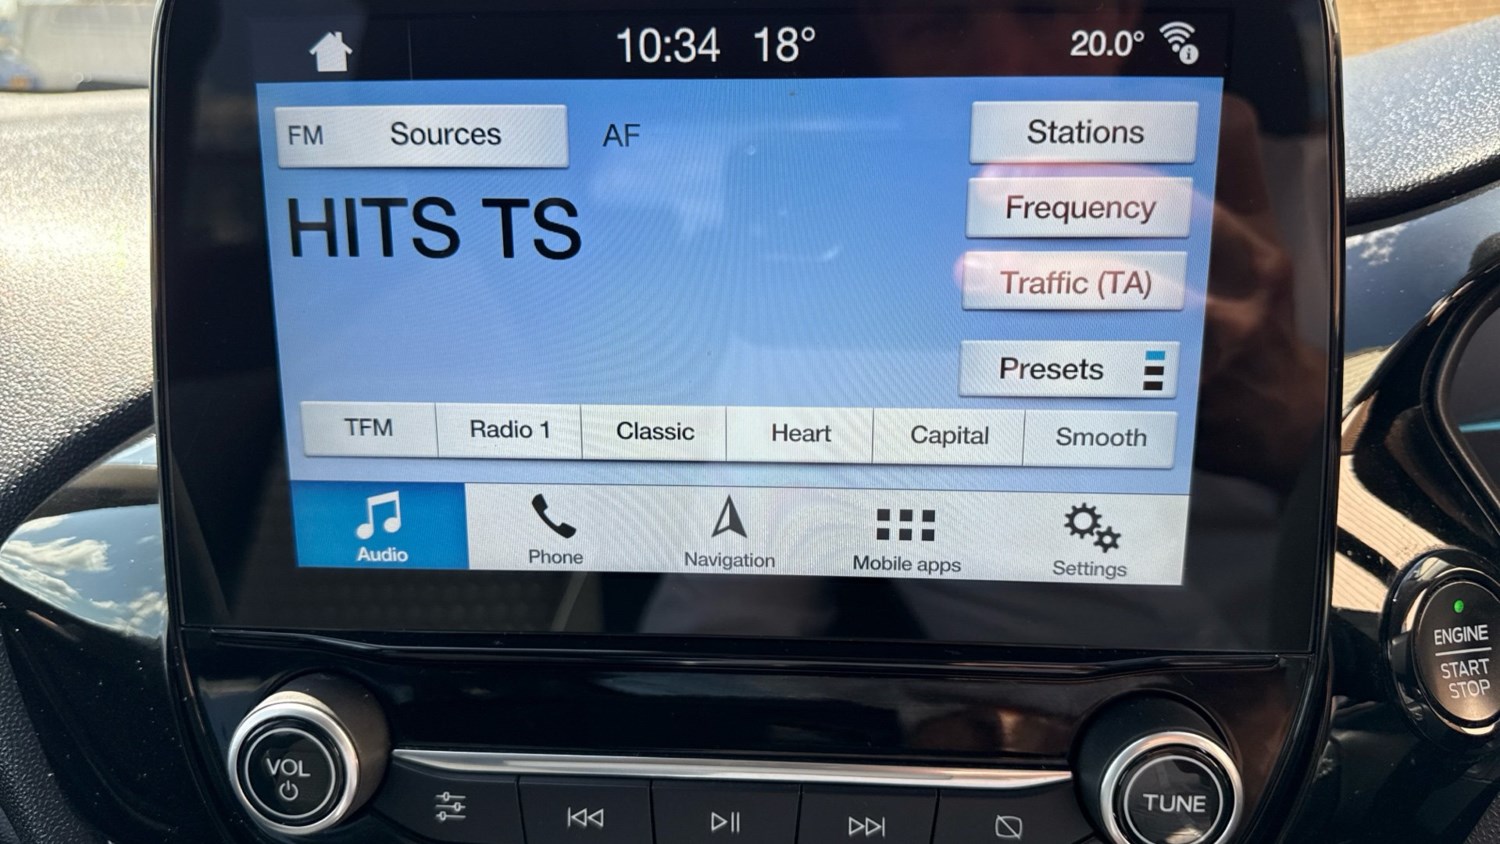 10:34 18° 20.0°
FM Sources AF Stations
HITS TS
Frequency
Traffic (TA)
Presets
TFM Radio 1 Classic Heart Capital Smooth
Audio Phone Navigation Mobile apps Settings
ENGINE
START
STOP
VOL
TUNE